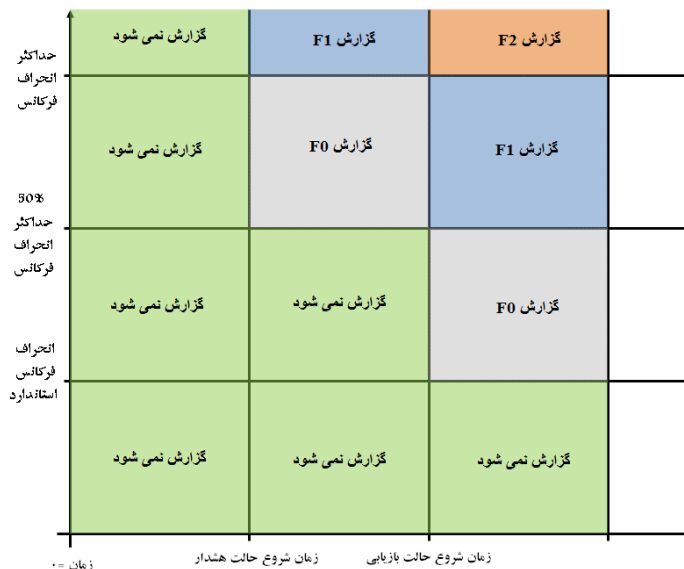 گزارش نمی شود
گزارش F1
گزارش F2
حداکثر
انحراف
فرکانس
گزارش نمی شود
گزارش F0
گزارش F1
50%
حداکثر
انحراف
فرکانس
گزارش نمی شود
گزارش نمی شود
گزارش F0
انحراف
فرکانس
استاندارد
گزارش نمی شود
گزارش نمی شود
گزارش نمی شود
زمان =۰
زمان شروع حالت هشدار
زمان شروع حالت بازیابی